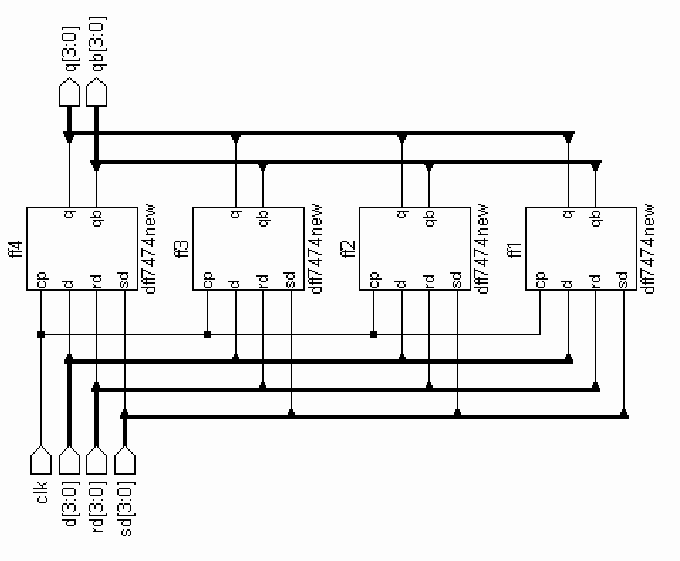 q[3:0]
qb[3:0]
ff4
q
qb
cp
d
rd
sd
dff7474new
ff3
q
qb
cp
d
rd
sd
dff7474new
ff2
q
qb
cp
d
rd
sd
dff7474new
ff1
q
qb
cp
d
rd
sd
dff7474new
clk
d[3:0]
rd[3:0]
sd[3:0]